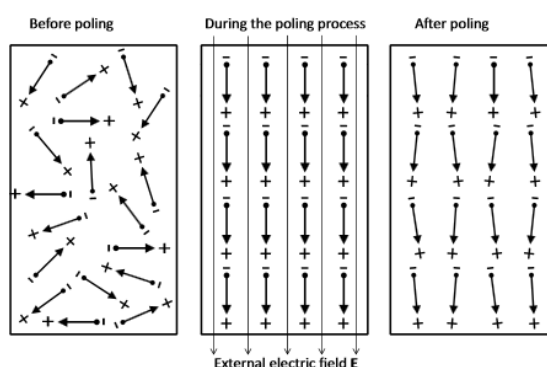 Before poling
During the poling process
After poling
External electric field E